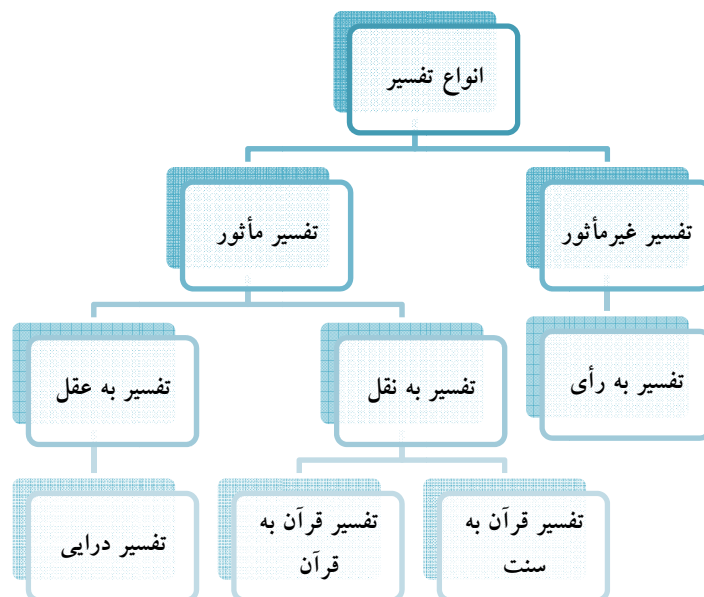 انواع تفسیر
تفسیر غیرمأثور
تفسیر مأثور
تفسیر به رأی
تفسیر به نقل
تفسیر به عقل
تفسیر قرآن به
سنت
تفسیر قرآن به
قرآن
تفسیر درایی